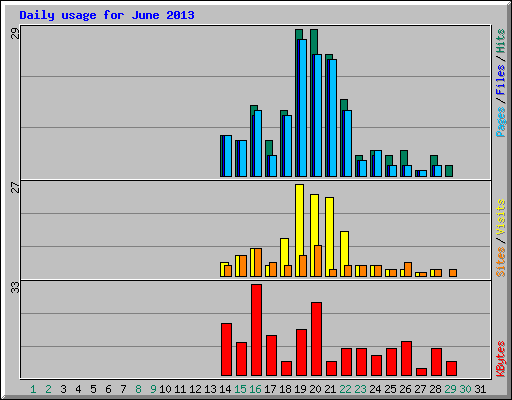 Daily usage for June 2013
29
Pages / Files / Hits
27
Sites / Visits
33
KBytes
1 2 3 4 5 6 7 8 9 10 11 12 13 14 15 16 17 18 19 20 21 22 23 24 25 26 27 28 29 30 31